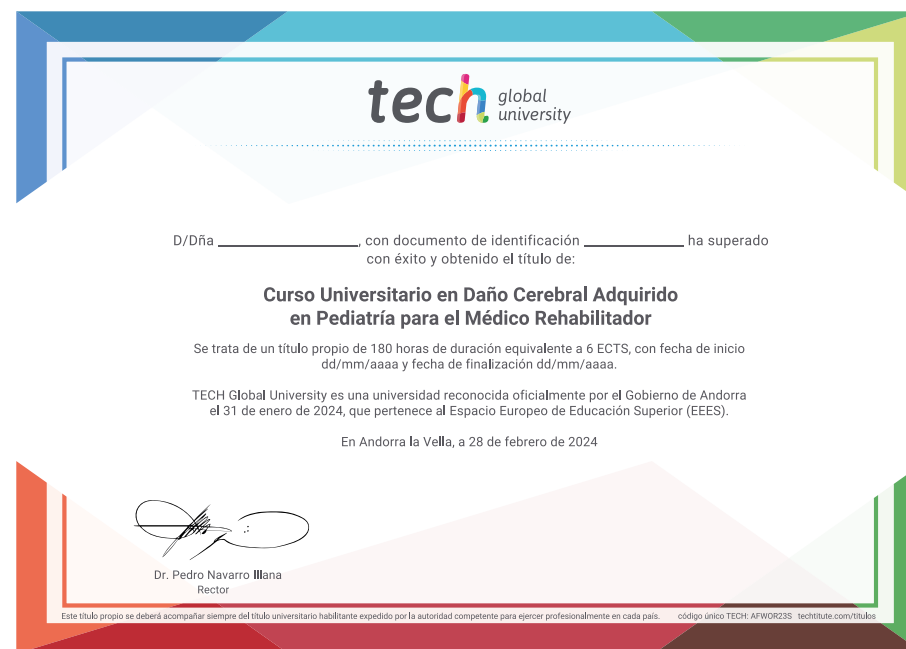 tech global university
D/Dña ______________, con documento de identificación __________ ha superado
con éxito y obtenido el título de:
Curso Universitario en Daño Cerebral Adquirido
en Pediatría para el Médico Rehabilitador
Se trata de un título propio de 180 horas de duración equivalente a 6 ECTS, con fecha de inicio
dd/mm/aaaa y fecha de finalización dd/mm/aaaa.
TECH Global University es una universidad reconocida oficialmente por el Gobierno de Andorra
el 31 de enero de 2024, que pertenece al Espacio Europeo de Educación Superior (EEES).
En Andorra la Vella, a 28 de febrero de 2024
Dr. Pedro Navarro Illana
Rector
Este título propio se deberá acompañar siempre del título universitario habilitante expedido por la autoridad competente para ejercer profesionalmente en cada país. código único TECH: AFWOR23S techtitute.com/titulos